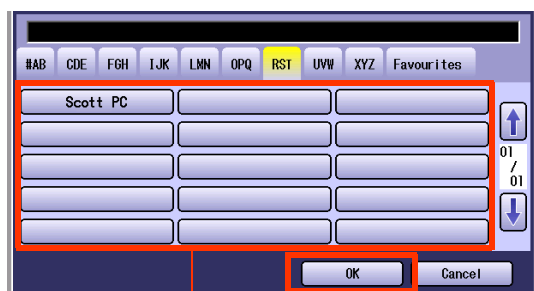 #AB CDE FGH IJK LMN OPQ RST UVW XYZ Favourites
Scott PC
01
/
01
OK Cancel